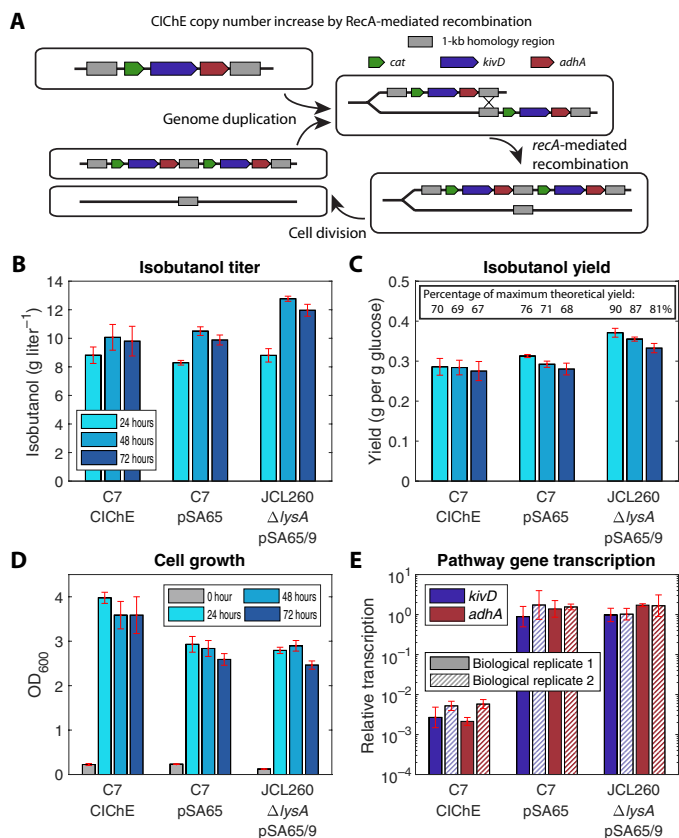 A
CIChE copy number increase by RecA-mediated recombination
1-kb homology region
cat kivD adhA
Genome duplication
recA-mediated
recombination
Cell division
B
Isobutanol titer
Isobutanol (g liter−1)
14
12
10
8
6
4
2
0
24 hours
48 hours
72 hours
C7
CIChE
C7
pSA65
JCL260
ΔlysA
pSA65/9
C
Isobutanol yield
Yield (g per g glucose)
0.5
0.4
0.3
0.2
0.1
0
Percentage of maximum theoretical yield:
70 69 67 76 71 68 90 87 81%
C7
CIChE
C7
pSA65
JCL260
ΔlysA
pSA65/9
D
Cell growth
OD600
4
3
2
1
0
0 hour 48 hours
24 hours 72 hours
C7
CIChE
C7
pSA65
JCL260
ΔlysA
pSA65/9
E
Pathway gene transcription
Relative transcription
10^1
10^0
10^−1
10^−2
10^−3
10^−4
kivD
adhA
Biological replicate 1
Biological replicate 2
C7
CIChE
C7
pSA65
JCL260
ΔlysA
pSA65/9